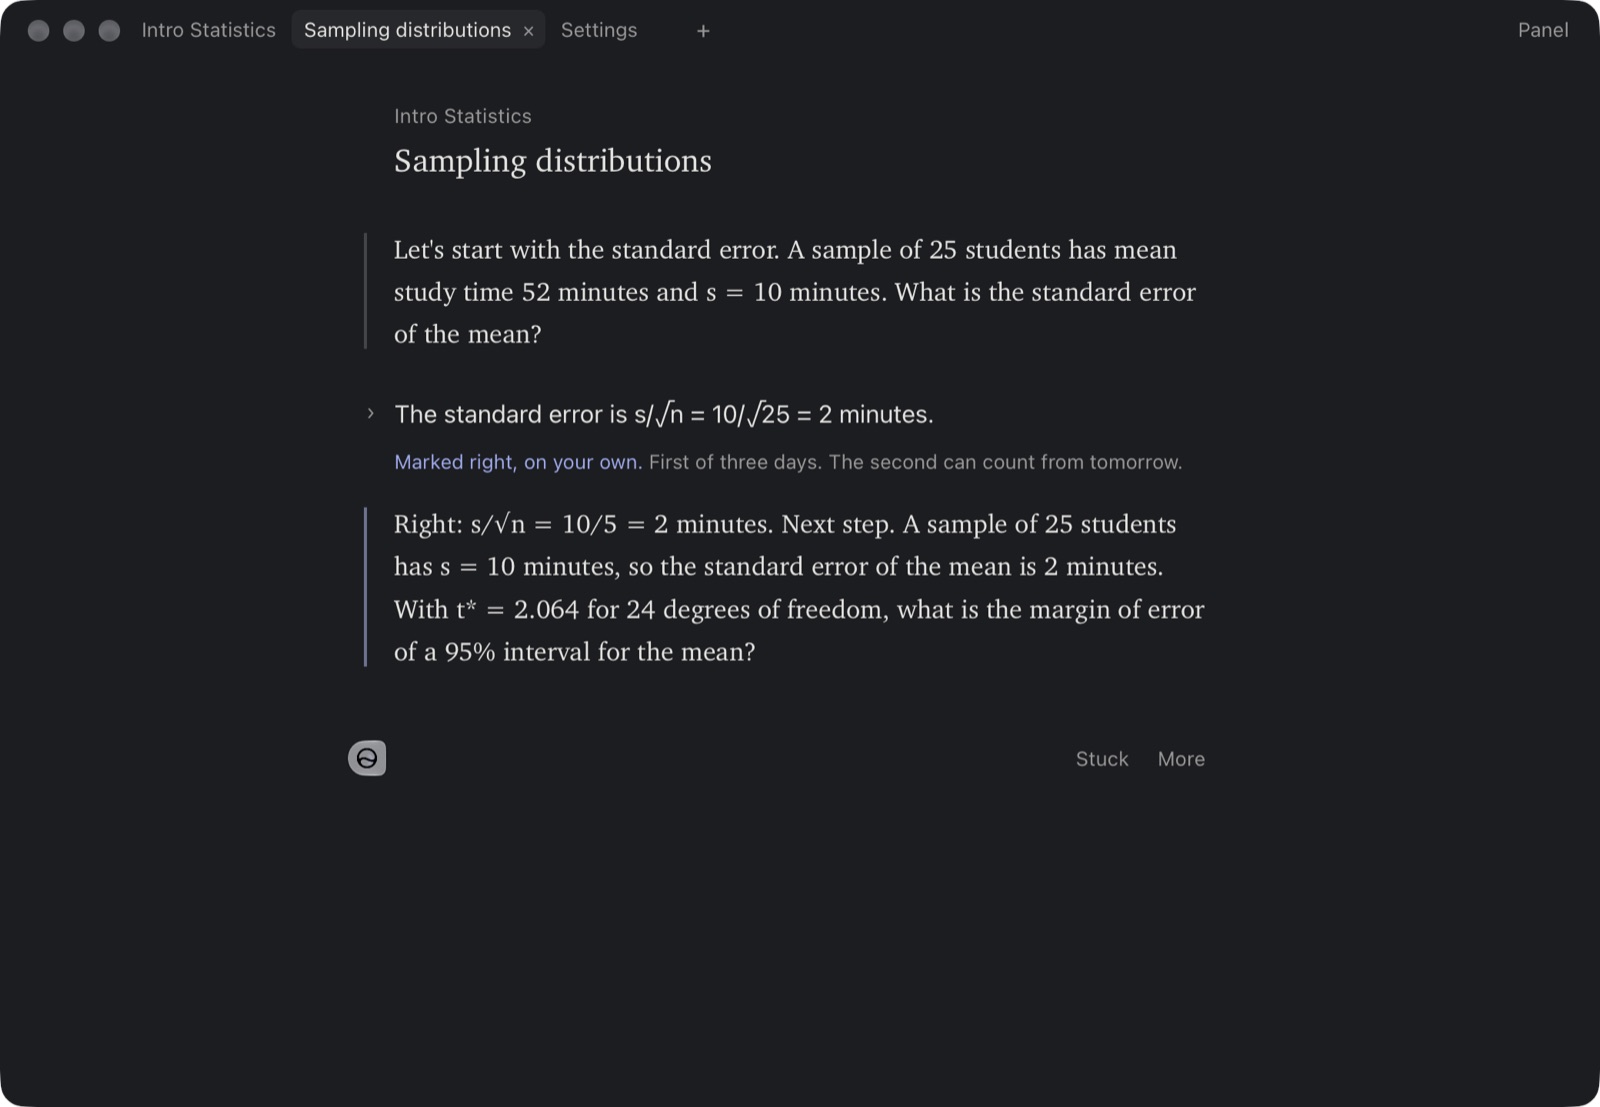 Intro Statistics
Sampling distributions ×
Settings
+
Panel
Intro Statistics
Sampling distributions
Let's start with the standard error. A sample of 25 students has mean
study time 52 minutes and s = 10 minutes. What is the standard error
of the mean?
› The standard error is s/√n = 10/√25 = 2 minutes.
Marked right, on your own. First of three days. The second can count from tomorrow.
Right: s/√n = 10/5 = 2 minutes. Next step. A sample of 25 students
has s = 10 minutes, so the standard error of the mean is 2 minutes.
With t* = 2.064 for 24 degrees of freedom, what is the margin of error
of a 95% interval for the mean?
Stuck
More